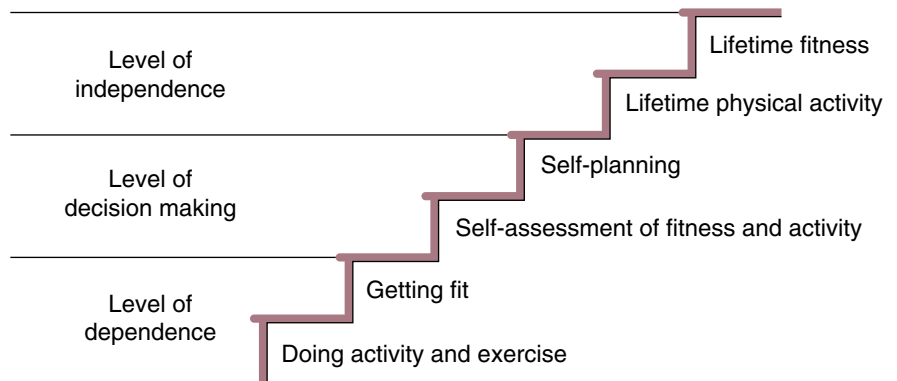 Lifetime fitness
Level of
independence
Lifetime physical activity
Self-planning
Level of
decision making
Self-assessment of fitness and activity
Getting fit
Level of
dependence
Doing activity and exercise